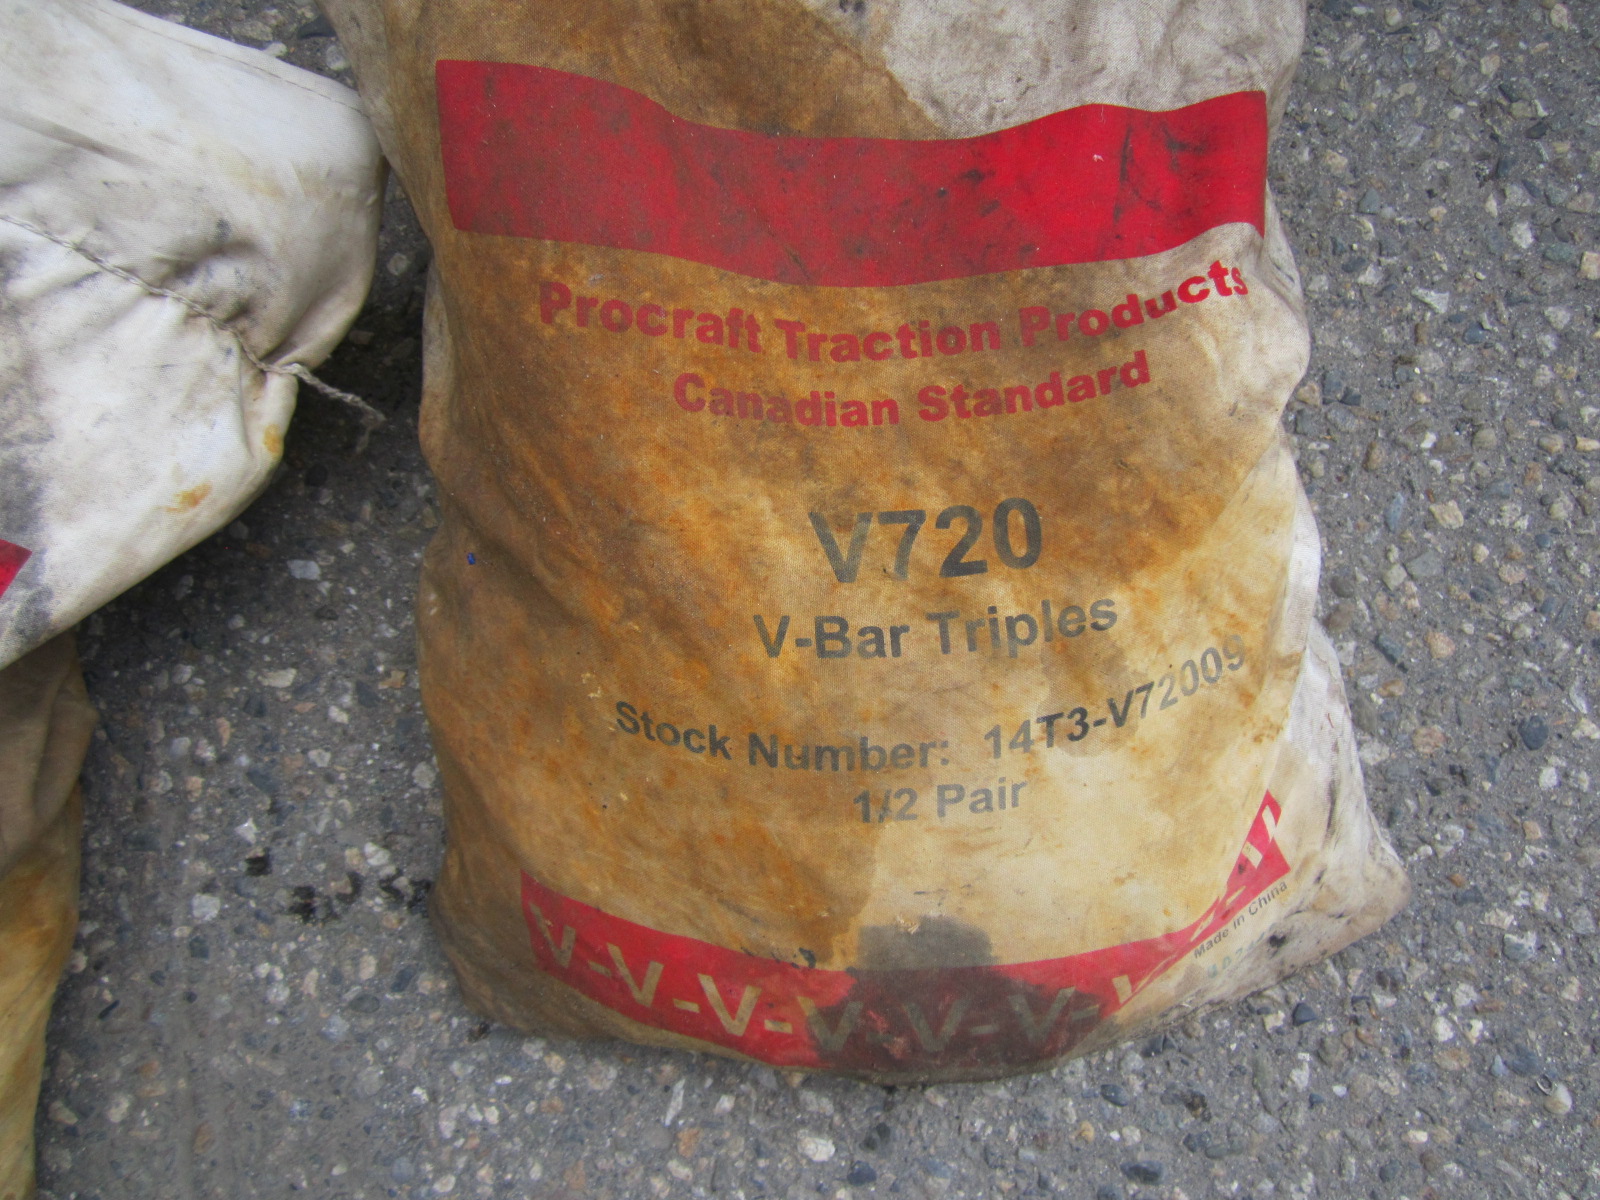 Procraft Traction Products
Canadian Standard
V720
V-Bar Triples
Stock Number: 14T3-V72009
1/2 Pair
V-V-V-V-V-V-
Made in China